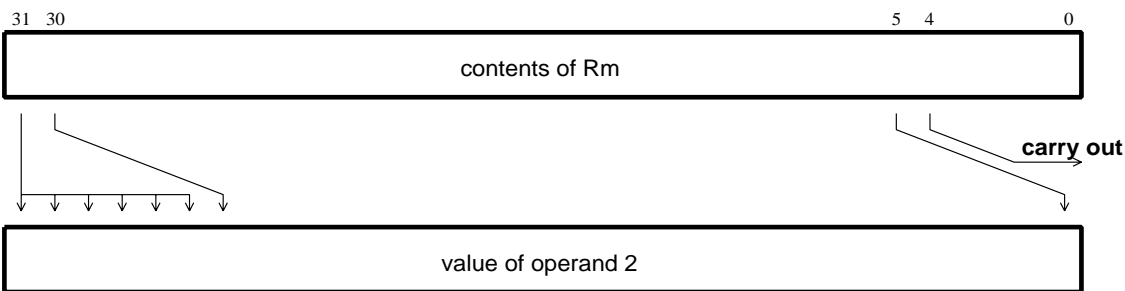 31 30 5 4 0
contents of Rm
carry out
value of operand 2